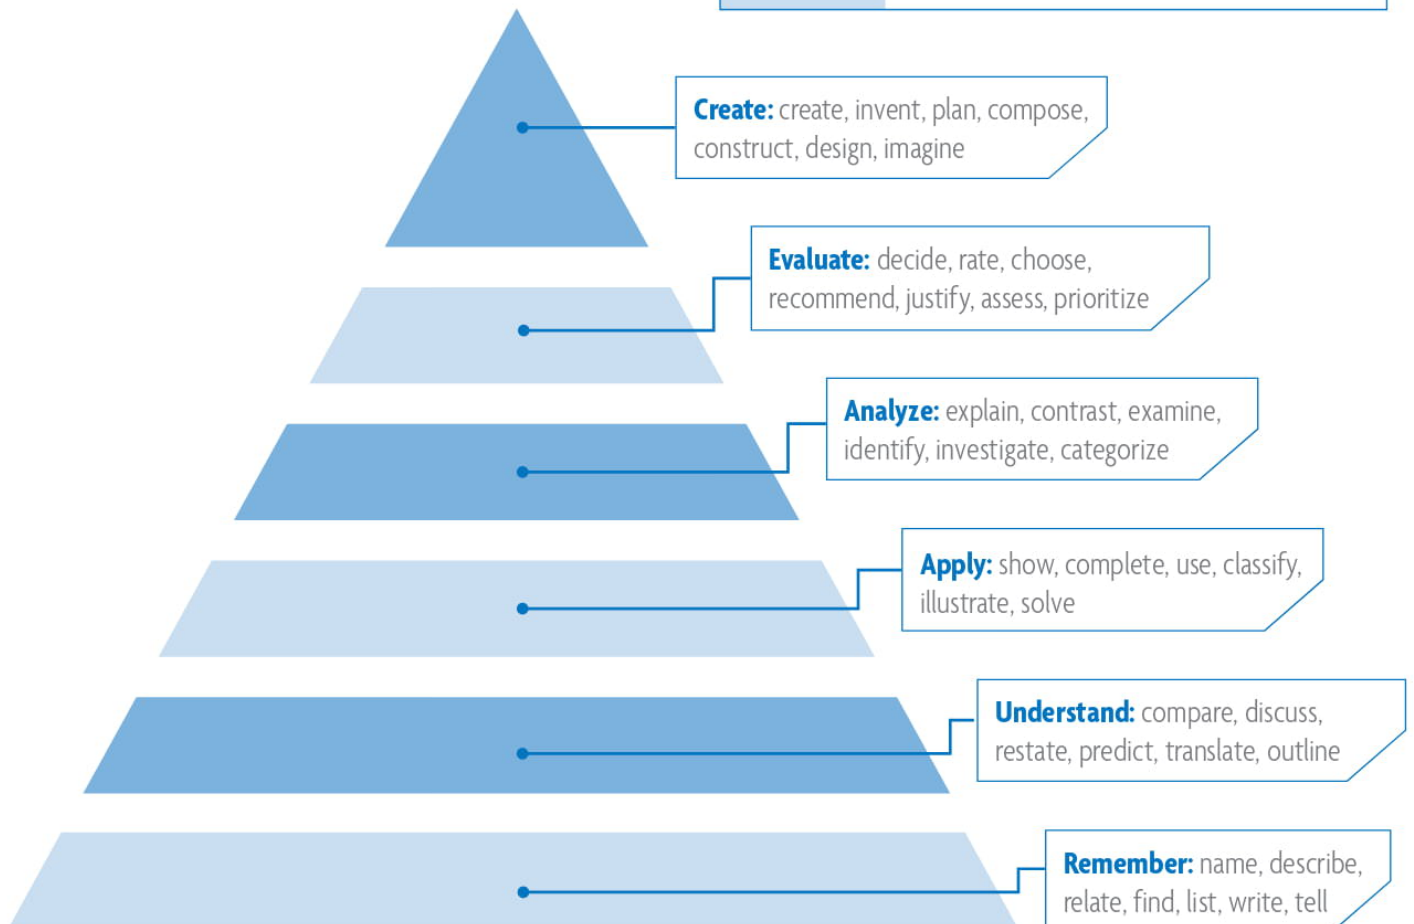 Create: create, invent, plan, compose,
construct, design, imagine
Evaluate: decide, rate, choose,
recommend, justify, assess, prioritize
Analyze: explain, contrast, examine,
identify, investigate, categorize
Apply: show, complete, use, classify,
illustrate, solve
Understand: compare, discuss,
restate, predict, translate, outline
Remember: name, describe,
relate, find, list, write, tell